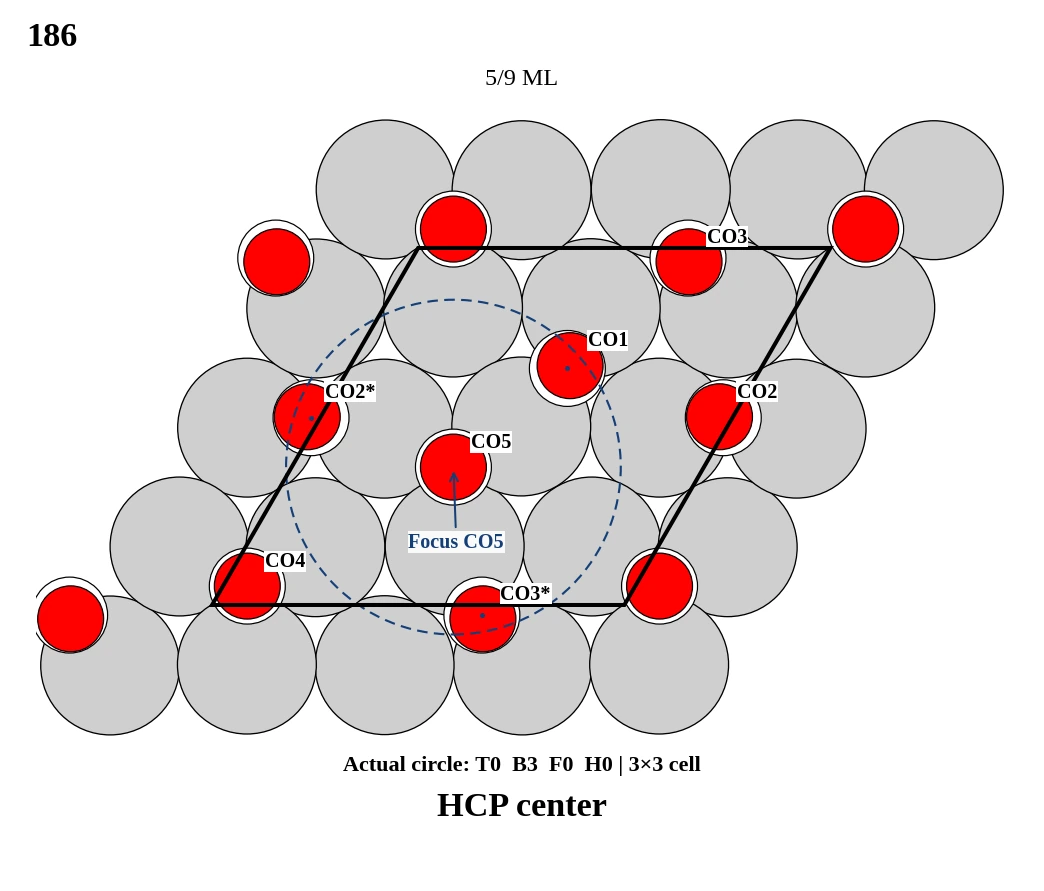 186
5/9 ML
CO3
CO1
CO2*
CO2
CO5
Focus CO5
CO4
CO3*
Actual circle: T0 B3 F0 H0 | 3×3 cell
HCP center